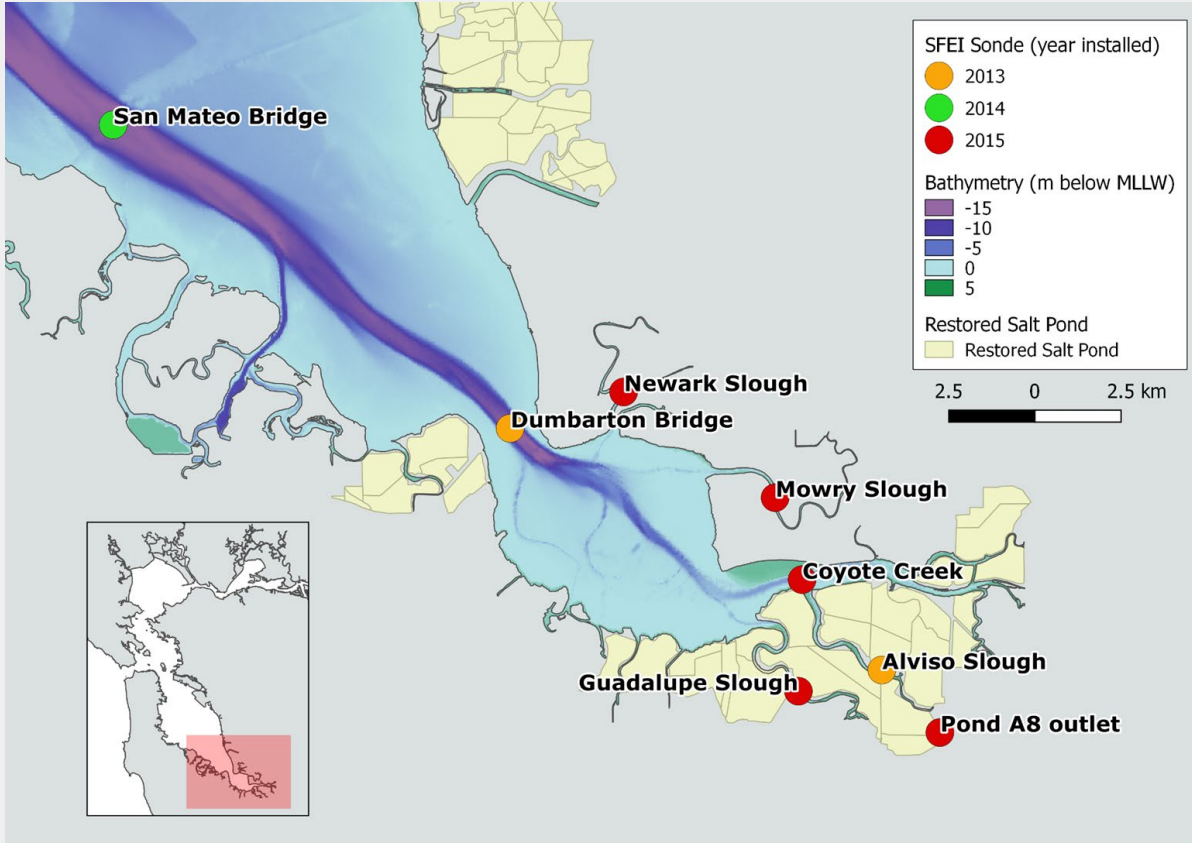 San Mateo Bridge
SFEI Sonde (year installed)
2013
2014
2015
Bathymetry (m below MLLW)
-15
-10
-5
0
5
Restored Salt Pond
Restored Salt Pond
2.5 0 2.5 km
Newark Slough
Dumbarton Bridge
Mowry Slough
Coyote Creek
Alviso Slough
Guadalupe Slough
Pond A8 outlet